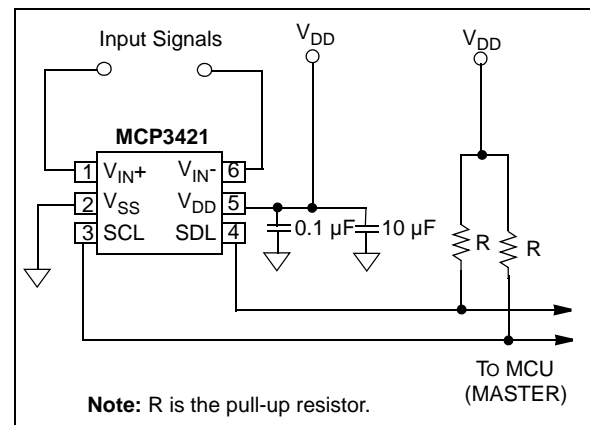 Input Signals
V_DD
V_DD
MCP3421
1 V_IN+ V_IN- 6
2 V_SS V_DD 5
3 SCL SDL 4
0.1 µF 10 µF
R R
TO MCU
(MASTER)
Note: R is the pull-up resistor.